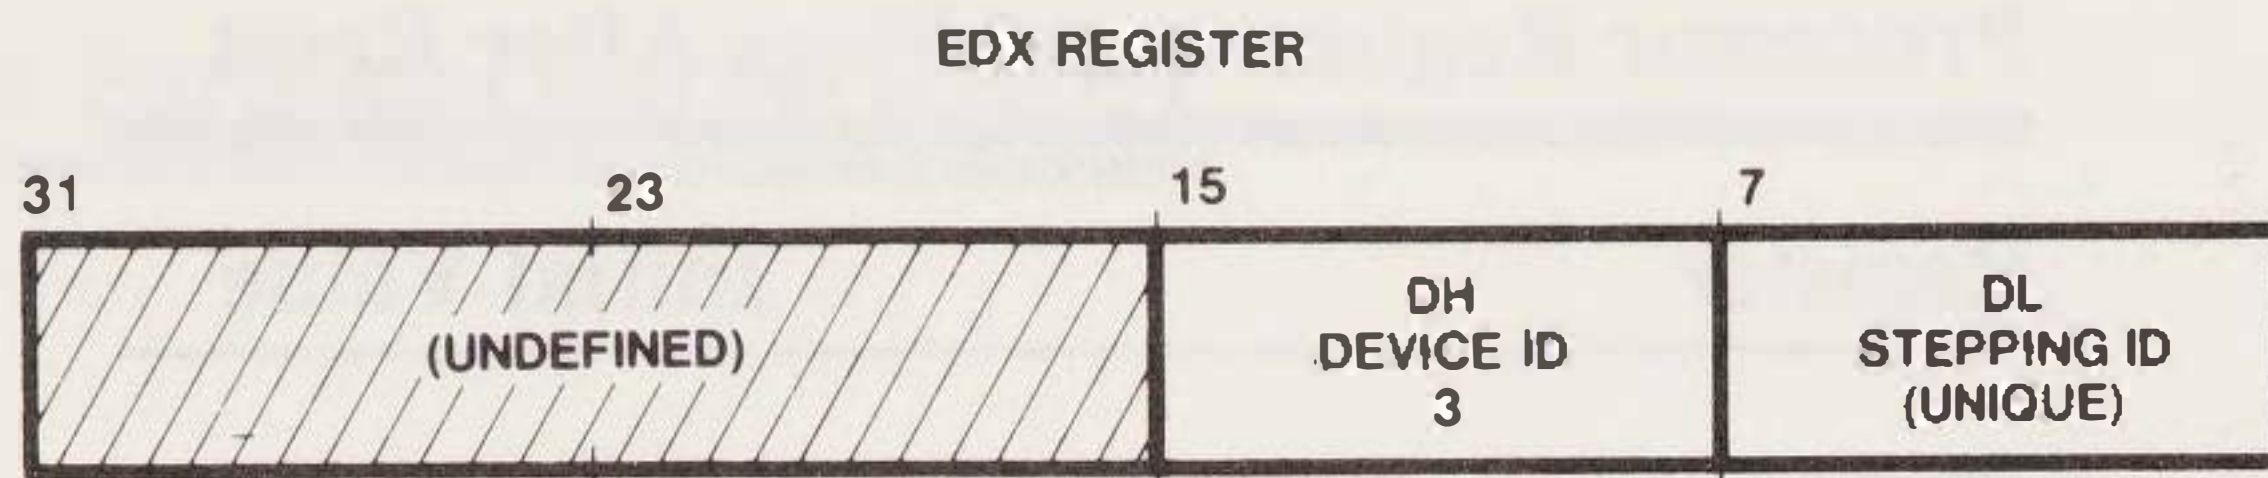 EDX REGISTER
31 23 15 7
(UNDEFINED)
DH
DEVICE ID
3
DL
STEPPING ID
(UNIQUE)